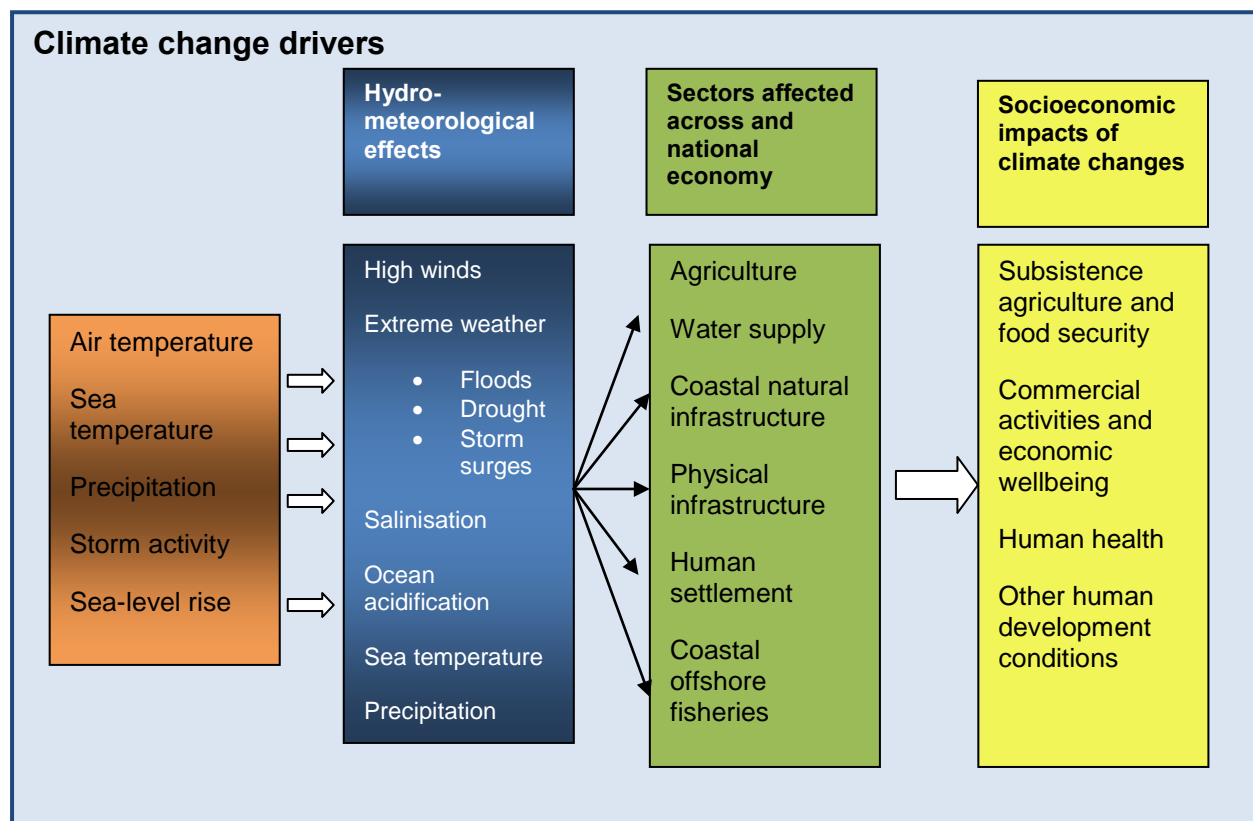 Climate change drivers
Hydro-
meteorological
effects
Sectors affected
across and
national
economy
Socioeconomic
impacts of
climate changes
Air temperature
Sea
temperature
Precipitation
Storm activity
Sea-level rise
High winds
Extreme weather
• Floods
• Drought
• Storm
surges
Salinisation
Ocean
acidification
Sea temperature
Precipitation
Agriculture
Water supply
Coastal natural
infrastructure
Physical
infrastructure
Human
settlement
Coastal
offshore
fisheries
Subsistence
agriculture and
food security
Commercial
activities and
economic
wellbeing
Human health
Other human
development
conditions